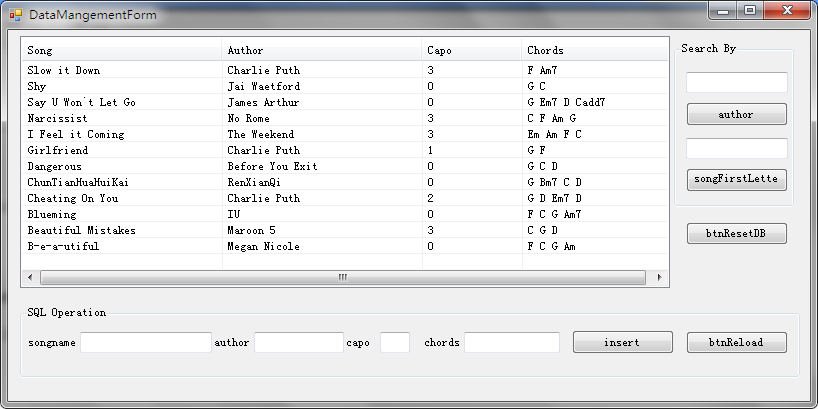 DataMangementForm
Song Author Capo Chords
Slow it Down Charlie Puth 3 F Am7
Shy Jai Waetford 0 G C
Say U Won't Let Go James Arthur 0 G Em7 D Cadd7
Narcissist No Rome 3 C F Am G
I Feel it Coming The Weekend 3 Em Am F C
Girlfriend Charlie Puth 1 G F
Dangerous Before You Exit 0 G C D
ChunTianHuaHuiKai RenXianQi 0 G Bm7 C D
Cheating On You Charlie Puth 2 G D Em7 D
Blueming IU 0 F C G Am7
Beautiful Mistakes Maroon 5 3 C G D
B-e-a-utiful Megan Nicole 0 F C G Am
Search By
author
songFirstLette
btnResetDB
SQL Operation
songname author capo chords insert btnReload